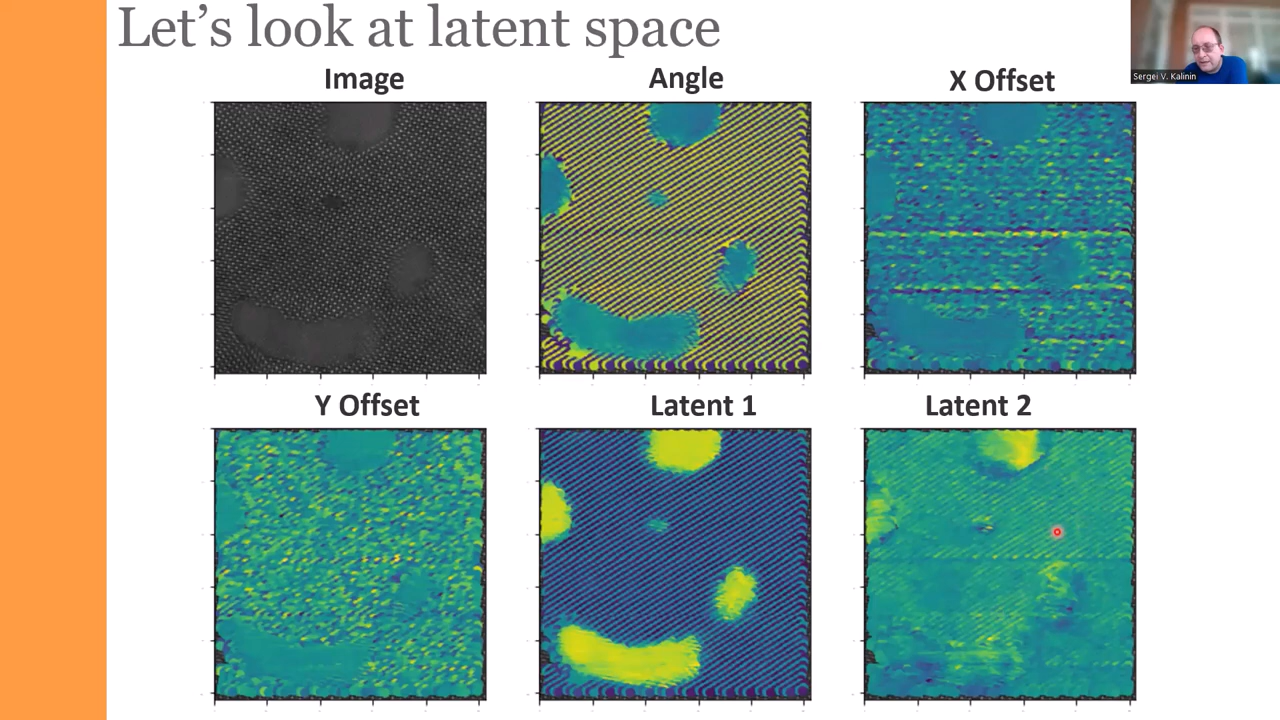 Let's look at latent space
Sergei V. Kalinin
Image
Angle
X Offset
Y Offset
Latent 1
Latent 2